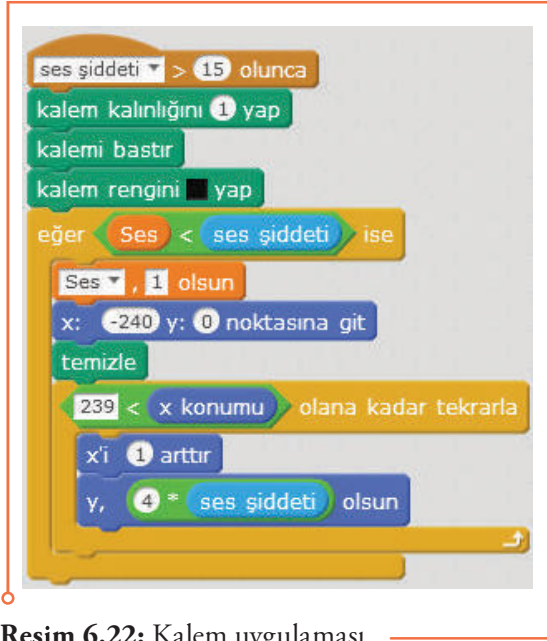 ses şiddeti > 15 olunca
kalem kalınlığını 1 yap
kalemi bastır
kalem rengini yap
eğer Ses < ses şiddeti ise
Ses , 1 olsun
x: -240 y: 0 noktasına git
temizle
239 < x konumu olana kadar tekrarla
x'i 1 arttır
y, 4 * ses şiddeti olsun
Resim 6.22: Kalem uygulaması